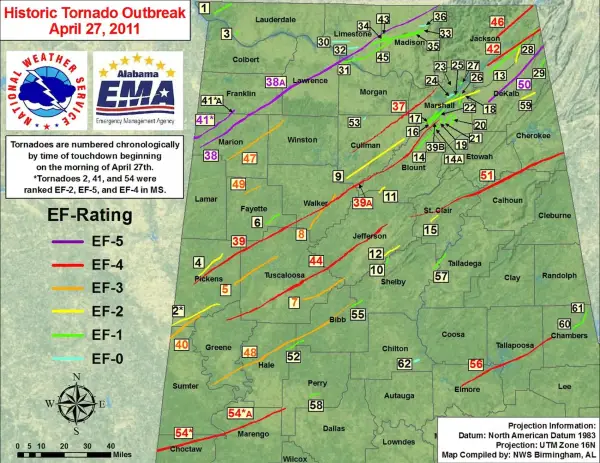 Historic Tornado Outbreak
April 27, 2011
NATIONAL WEATHER SERVICE
Alabama
EMA
Emergency Management Agency
Tornadoes are numbered chronologically
by time of touchdown beginning
on the morning of April 27th.
*Tornadoes 2, 41, and 54 were
ranked EF-2, EF-5, and EF-4 in MS.
EF-Rating
EF-5
EF-4
EF-3
EF-2
EF-1
EF-0
N
W
E
S
0 5 10 20 30 40
Miles
1
3
Lauderdale
Colbert
Franklin
Lawrence
Limestone
Madison
Jackson
34
43
36
33
35
45
30
32
31
46
42
28
29
50
59
13
DeKalb
38A
41*A
41*
38
Marion
47
Winston
Morgan
37
53
Cullman
23
25
27
24
26
Marshall
22
18
17
16
20
21
19
39B
14
14A
Blount
Etowah
Cherokee
49
Lamar
Fayette
6
Walker
8
9
39A
11
51
Calhoun
St. Clair
15
Cleburne
39
4
Pickens
5
Tuscaloosa
44
Jefferson
12
10
Shelby
Talladega
57
Clay
Randolph
7
2*
40
Greene
48
Hale
52
Bibb
55
Chilton
62
Coosa
Tallapoosa
61
60
Chambers
56
Elmore
Lee
Sumter
Perry
Autauga
58
Dallas
Lowndes
54*A
54*
Marengo
Choctaw
Wilcox
Projection Information:
Datum: North American Datum 1983
Projection: UTM Zone 16N
Map Compiled by: NWS Birmingham, AL